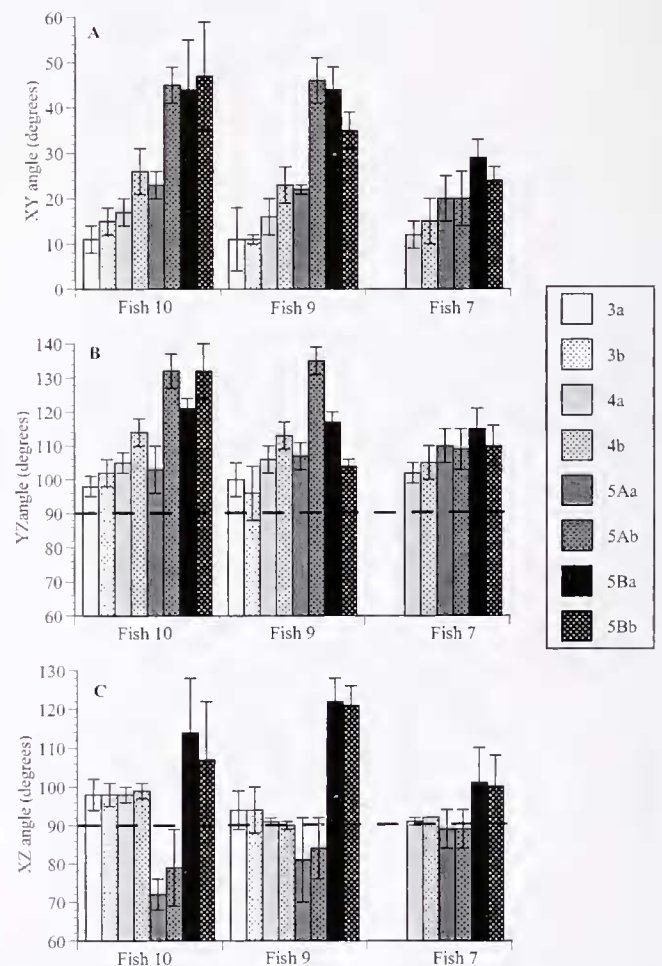 A
60
50
40
30
20
10
0
XY angle (degrees)
Fish 10 Fish 9 Fish 7
B
140
130
120
110
100
90
80
70
60
YZangle (degrees)
Fish 10 Fish 9 Fish 7
C
130
120
110
100
90
80
70
60
XZ angle (degrees)
Fish 10 Fish 9 Fish 7
3a
3b
4a
4b
5Aa
5Ab
5Ba
5Bb